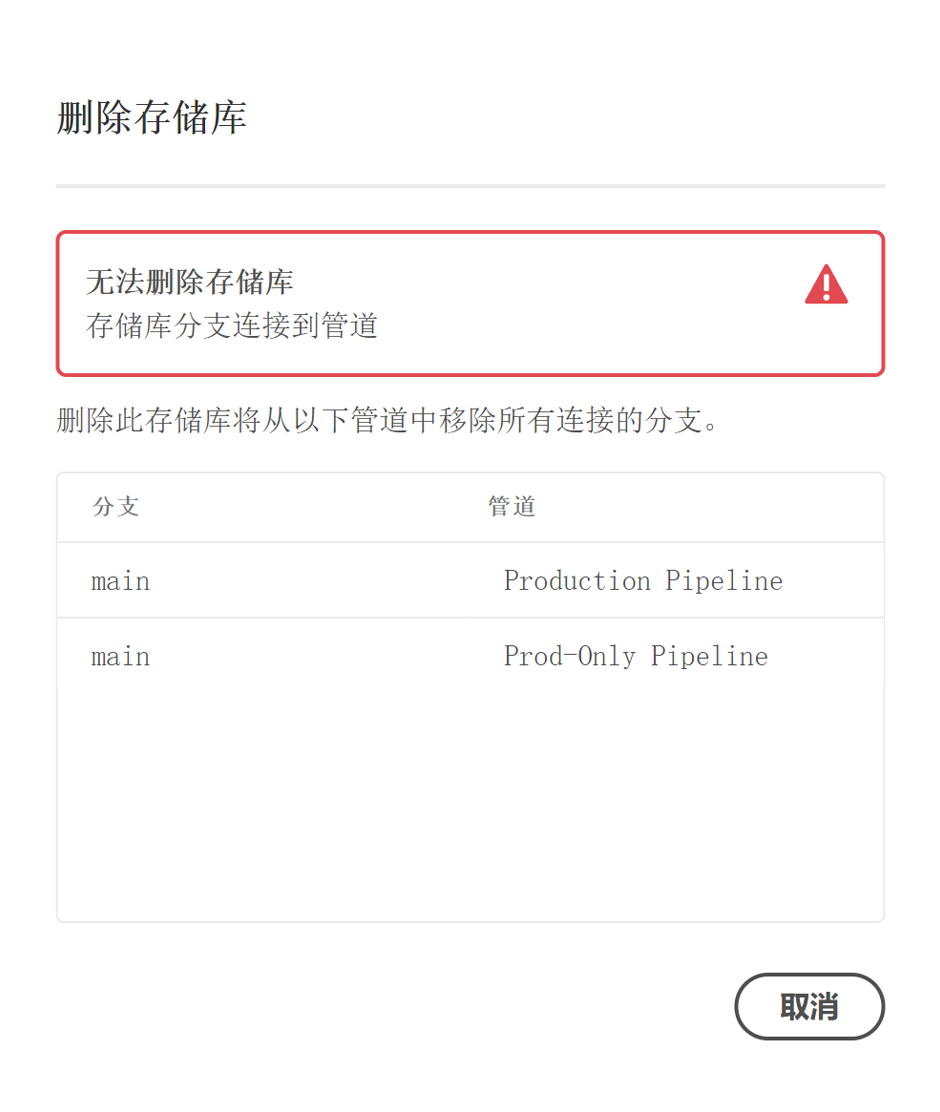 删除存储库
无法删除存储库
存储库分支连接到管道
删除此存储库将从以下管道中移除所有连接的分支。
分支 管道
main Production Pipeline
main Prod-Only Pipeline
取消